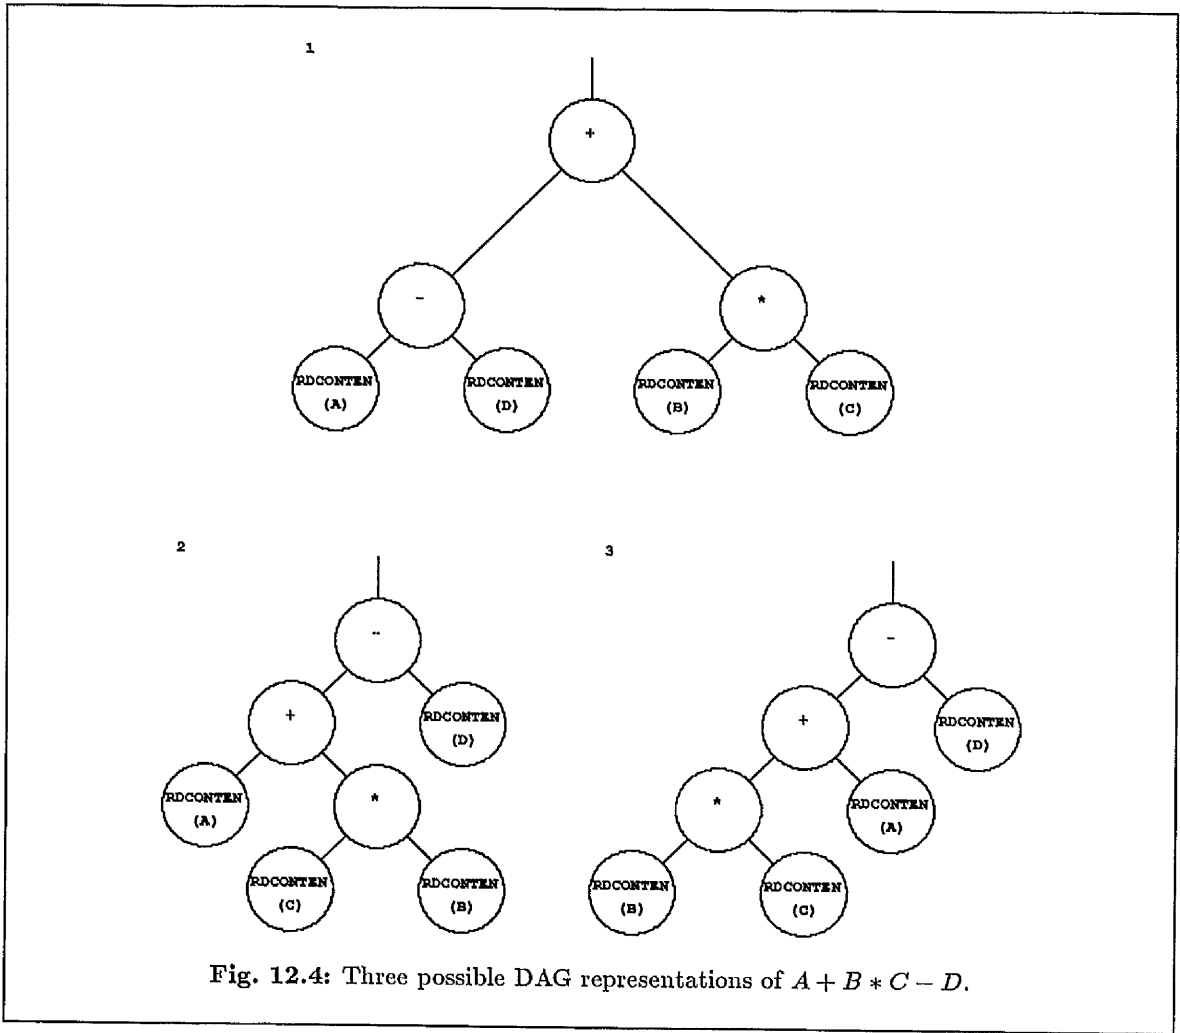 1
+
-
*
RDCONTEN
(A)
RDCONTEN
(D)
RDCONTEN
(B)
RDCONTEN
(C)
2
-
+
RDCONTEN
(D)
RDCONTEN
(A)
*
RDCONTEN
(C)
RDCONTEN
(B)
3
-
+
RDCONTEN
(D)
*
RDCONTEN
(A)
RDCONTEN
(B)
RDCONTEN
(C)
Fig. 12.4: Three possible DAG representations of A + B * C − D.